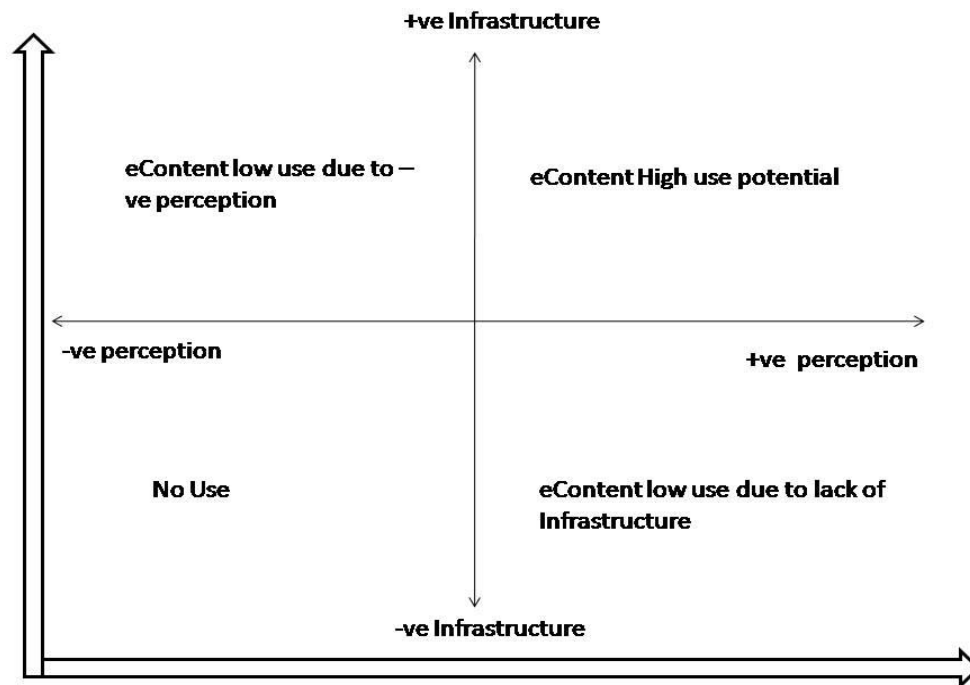 +ve Infrastructure
eContent low use due to –
ve perception
eContent High use potential
-ve perception
+ve perception
No Use
eContent low use due to lack of
Infrastructure
-ve Infrastructure